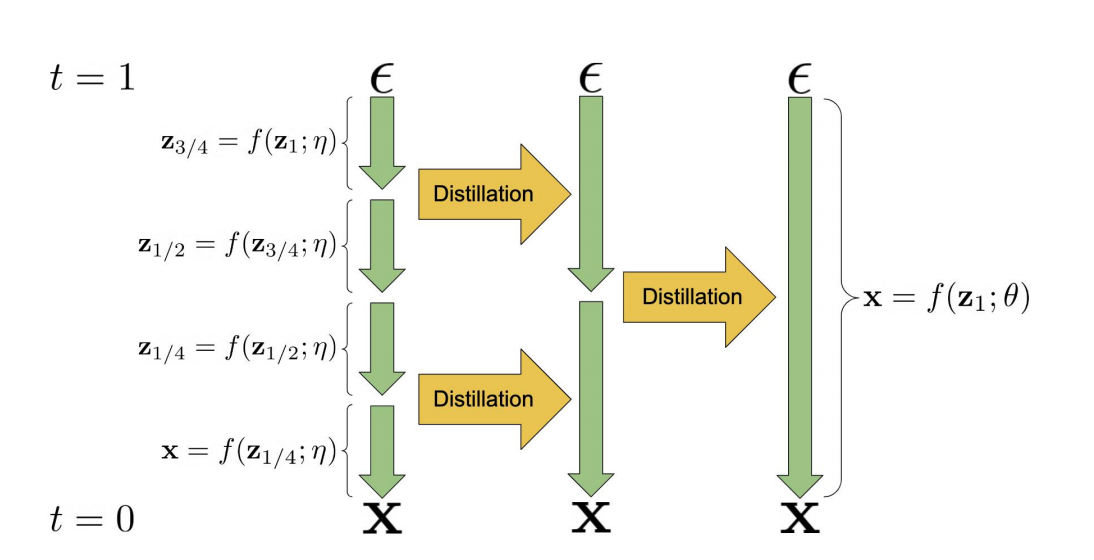 t = 1
ϵ ϵ ϵ
z_{3/4} = f(z_1; η)
Distillation
z_{1/2} = f(z_{3/4}; η)
Distillation
x = f(z_1; θ)
z_{1/4} = f(z_{1/2}; η)
Distillation
x = f(z_{1/4}; η)
t = 0
x x x